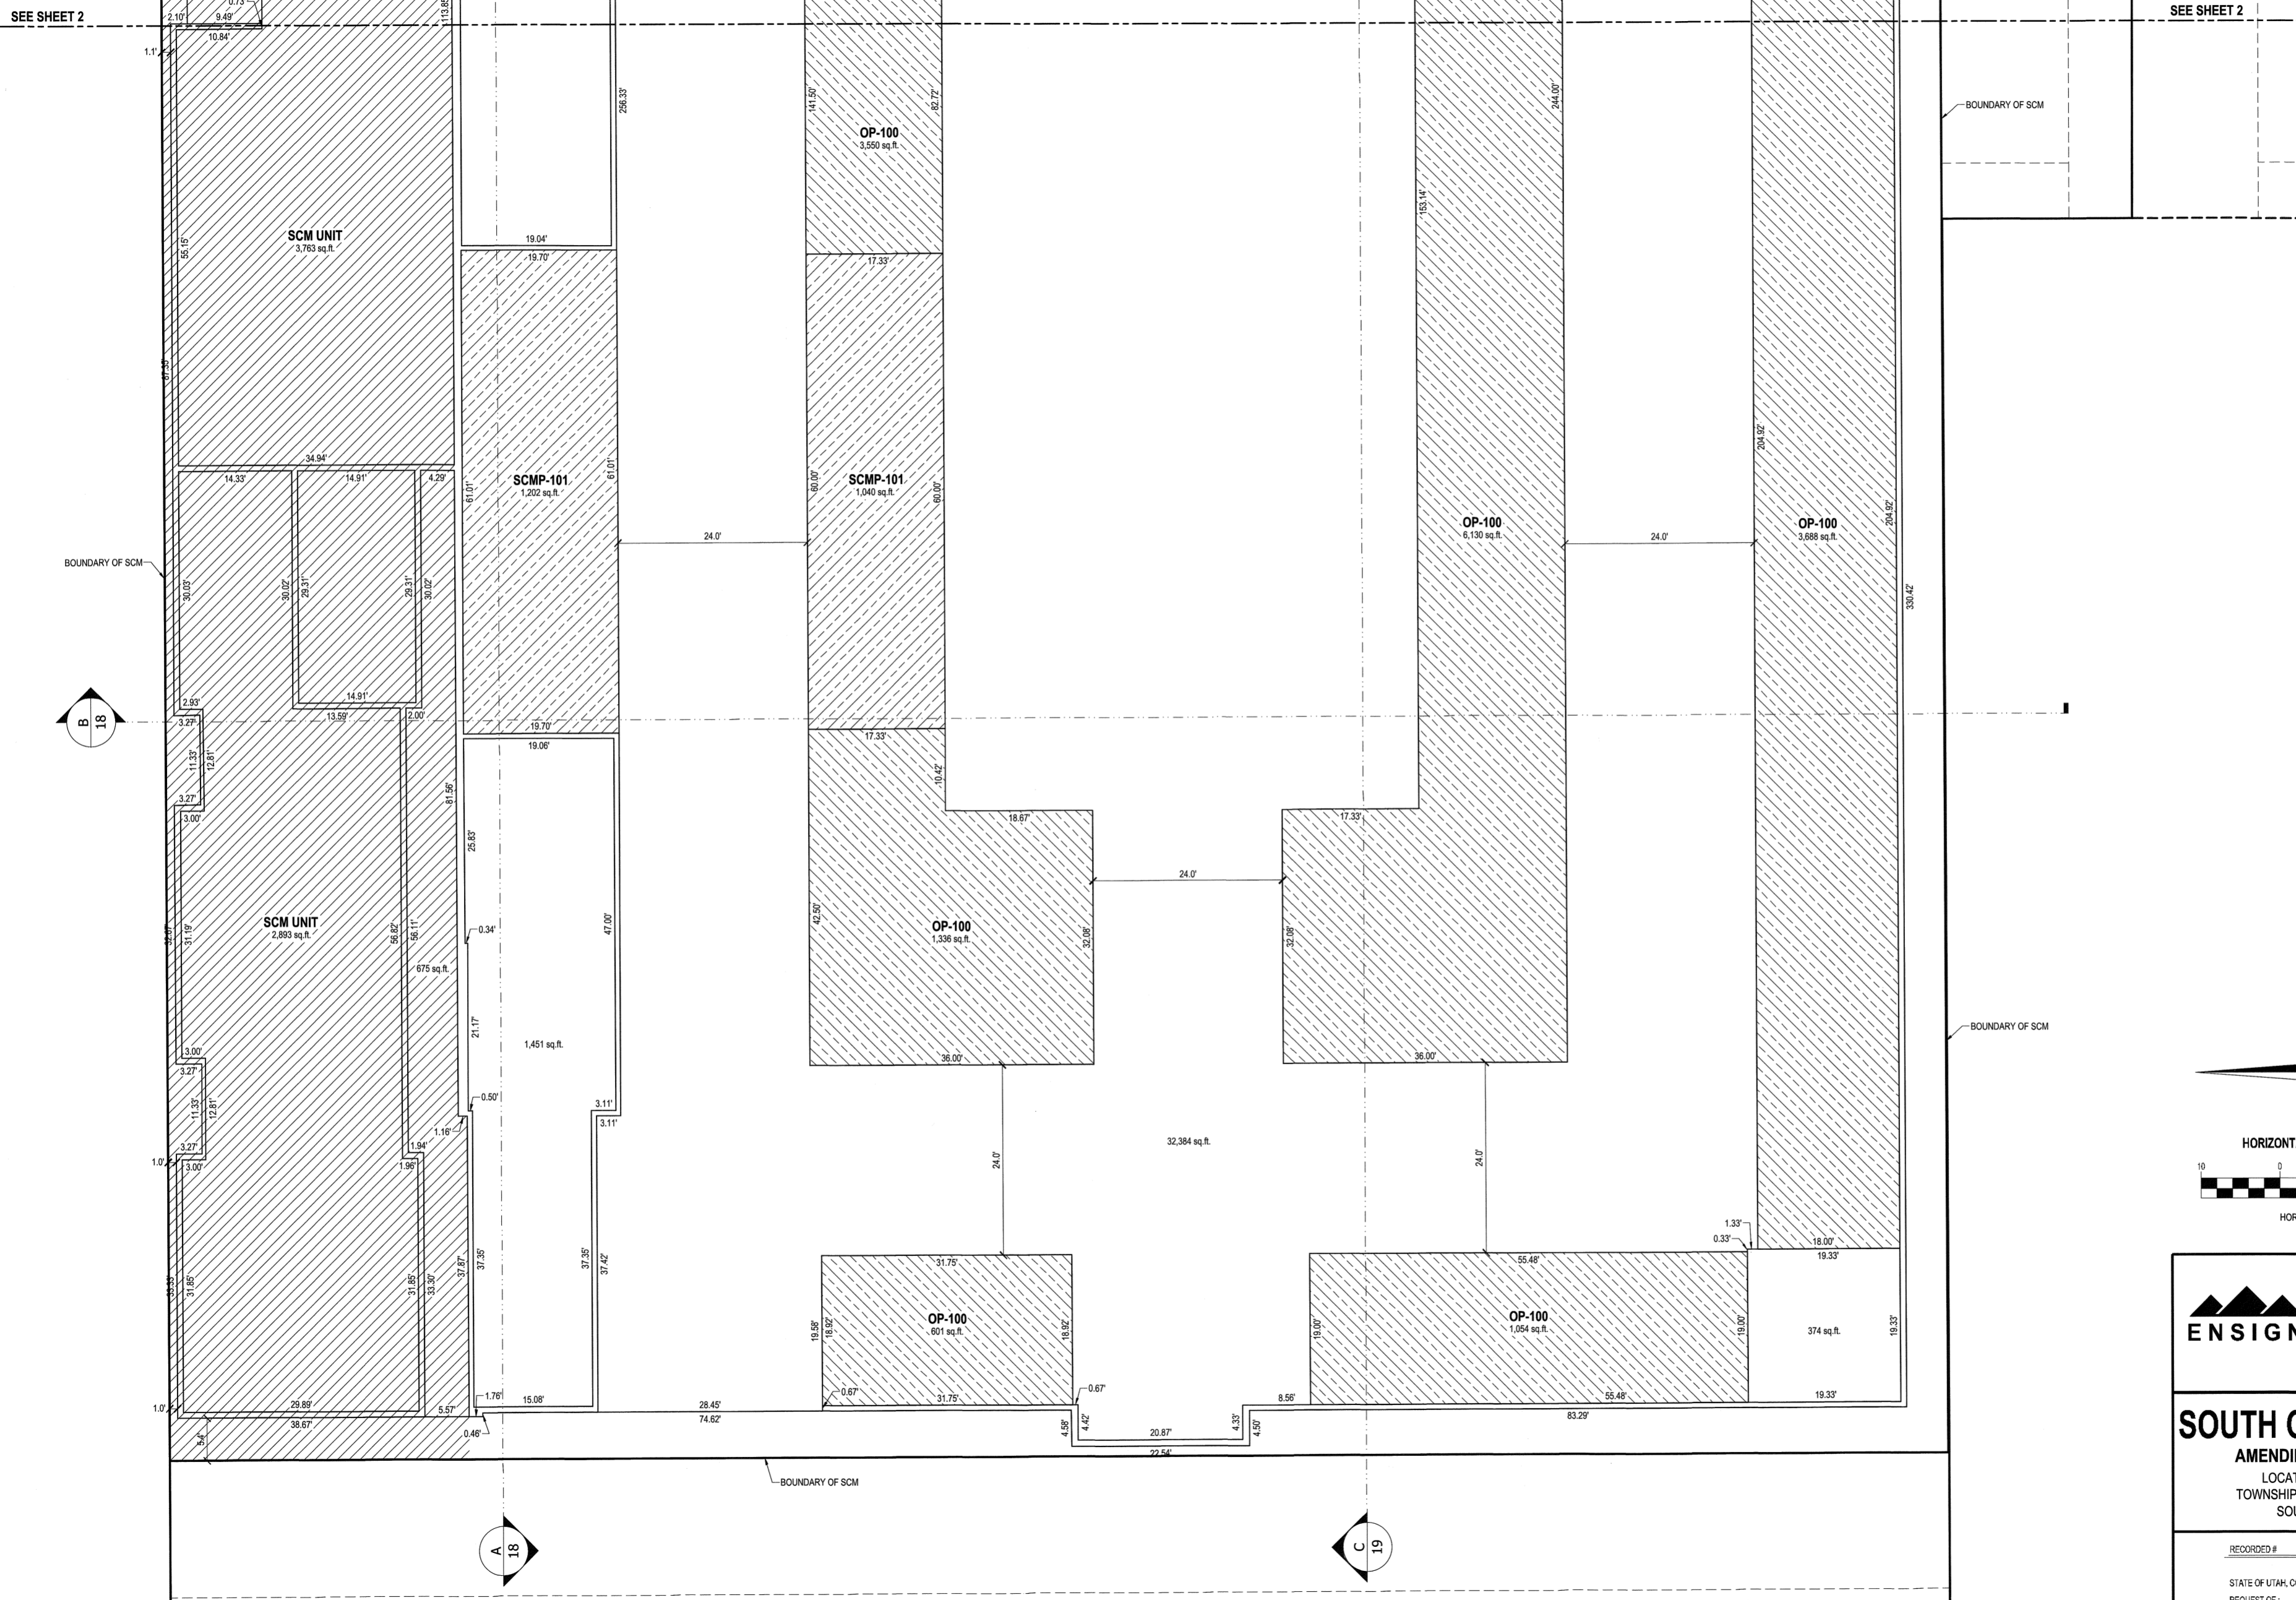 SEE SHEET 2
SEE SHEET 2
2.10'
9.49'
0.73'
10.84'
1.1'
113.85'
256.33'
141.50'
82.72'
OP-100
3,550 sq.ft.
244.00'
BOUNDARY OF SCM
55.15'
SCM UNIT
3,763 sq.ft.
87.35'
19.04'
19.70'
17.33'
153.14'
34.94'
14.33'
14.91'
4.29'
61.01'
SCMP-101
1,202 sq.ft.
61.01'
60.00'
SCMP-101
1,040 sq.ft.
60.00'
204.92'
204.92'
24.0'
OP-100
6,130 sq.ft.
24.0'
OP-100
3,688 sq.ft.
BOUNDARY OF SCM
30.03'
30.02'
29.31'
29.31'
30.02'
330.42'
2.93'
3.27'
14.91'
13.59'
2.00'
B
18
19.70'
19.06'
17.33'
11.33'
12.81'
10.42'
3.27'
3.00'
81.56'
25.83'
18.67'
17.33'
24.0'
SCM UNIT
2,893 sq.ft.
31.19'
56.82'
56.11'
0.34'
47.00'
42.50'
OP-100
1,336 sq.ft.
32.08'
32.08'
675 sq.ft.
21.17'
1,451 sq.ft.
BOUNDARY OF SCM
3.00'
3.27'
36.00'
36.00'
11.33'
12.81'
0.50'
3.11'
3.11'
1.16'
3.27'
3.00'
1.94'
1.96'
1.0'
24.0'
32,384 sq.ft.
24.0'
HORIZONT
10
0
HOR
1.33'
0.33'
18.00'
19.33'
33.33'
31.85'
31.85'
33.30'
37.87'
37.35'
37.35'
37.42'
31.75'
55.48'
19.58'
18.92'
OP-100
601 sq.ft.
18.92'
19.00'
OP-100
1,054 sq.ft.
19.00'
374 sq.ft.
19.33'
ENSIGN
1.0'
29.89'
38.67'
5.57'
1.76'
15.08'
28.45'
74.62'
0.67'
31.75'
0.67'
8.56'
55.48'
83.29'
19.33'
5.4'
0.46'
4.58'
4.42'
20.87'
22.54'
4.33'
4.50'
BOUNDARY OF SCM
SOUTH
AMENDI
LOCAT
TOWNSHIP
SOU
A
18
C
19
RECORDED #
STATE OF UTAH, C
REQUEST OF: